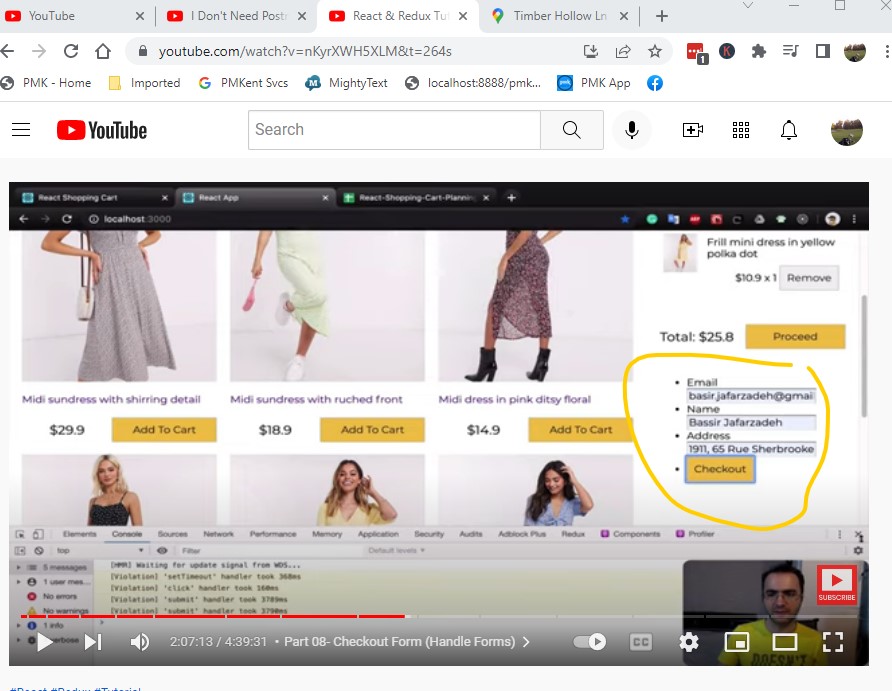 YouTube
I Don't Need Postm
React & Redux Tut
Timber Hollow Ln
youtube.com/watch?v=nKyrXWH5XLM&t=264s
1
K
PMK - Home
Imported
PMKent Svcs
MightyText
localhost:8888/pmk...
PMK App
YouTube
Search
React Shopping Cart
React App
React-Shopping-Cart-Planning
localhost:3000
Frill mini dress in yellow
polka dot
$10.9 x 1 Remove
Total: $25.8 Proceed
Midi sundress with shirring detail
Midi sundress with ruched front
Midi dress in pink ditsy floral
$29.9 Add To Cart
$18.9 Add To Cart
$14.9 Add To Cart
Email
basir.jafarzadeh@gmai
Name
Bassir Jafarzadeh
Address
1911, 65 Rue Sherbrooke
Checkout
Elements Console Sources Network Performance Memory Application Security Audits Adblock Plus Redux Components Profiler
top Filter Default levels
5 messages
1 user mes...
No errors
No warnings
1 info
[HMR] Waiting for update signal from WDS...
[Violation] 'setTimeout' handler took 368ms
[Violation] 'click' handler took 160ms
[Violation] 'submit' handler took 3789ms
[Violation] 'submit' handler took 3790ms
SUBSCRIBE
2:07:13 / 4:39:31 • Part 08- Checkout Form (Handle Forms)
CC
DOESN'T
#React #Redux #Tutorial